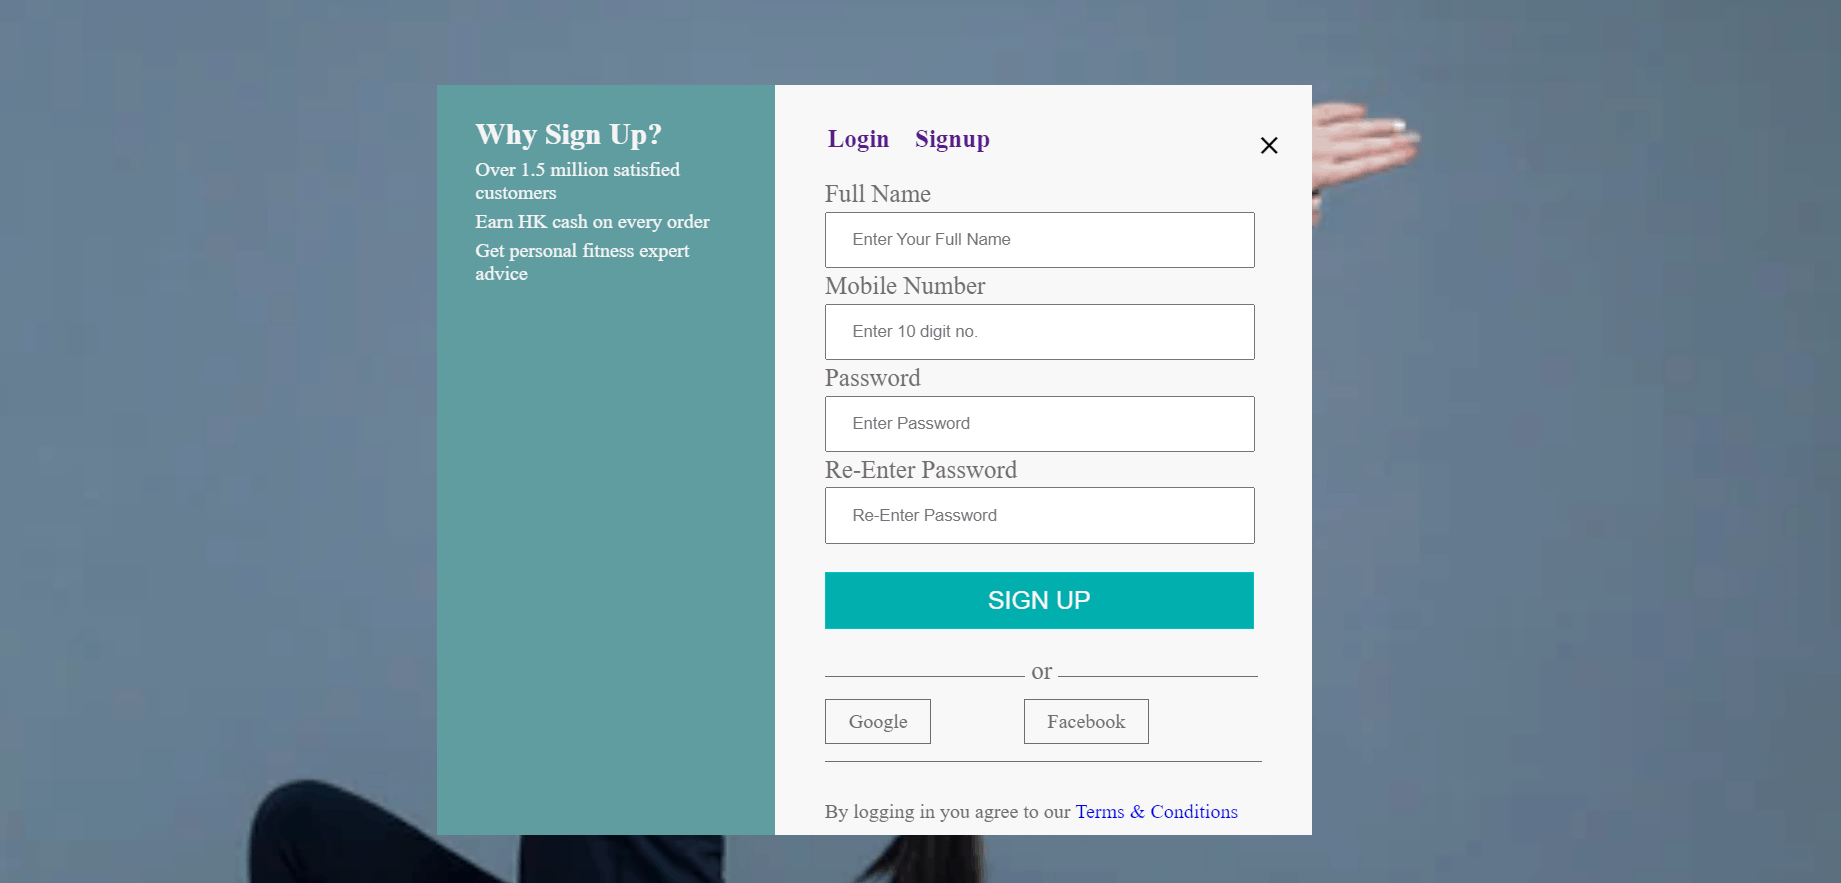 Why Sign Up?
Over 1.5 million satisfied
customers
Earn HK cash on every order
Get personal fitness expert
advice
Login Signup
Full Name
Enter Your Full Name
Mobile Number
Enter 10 digit no.
Password
Enter Password
Re-Enter Password
Re-Enter Password
SIGN UP
or
Google Facebook
By logging in you agree to our Terms & Conditions